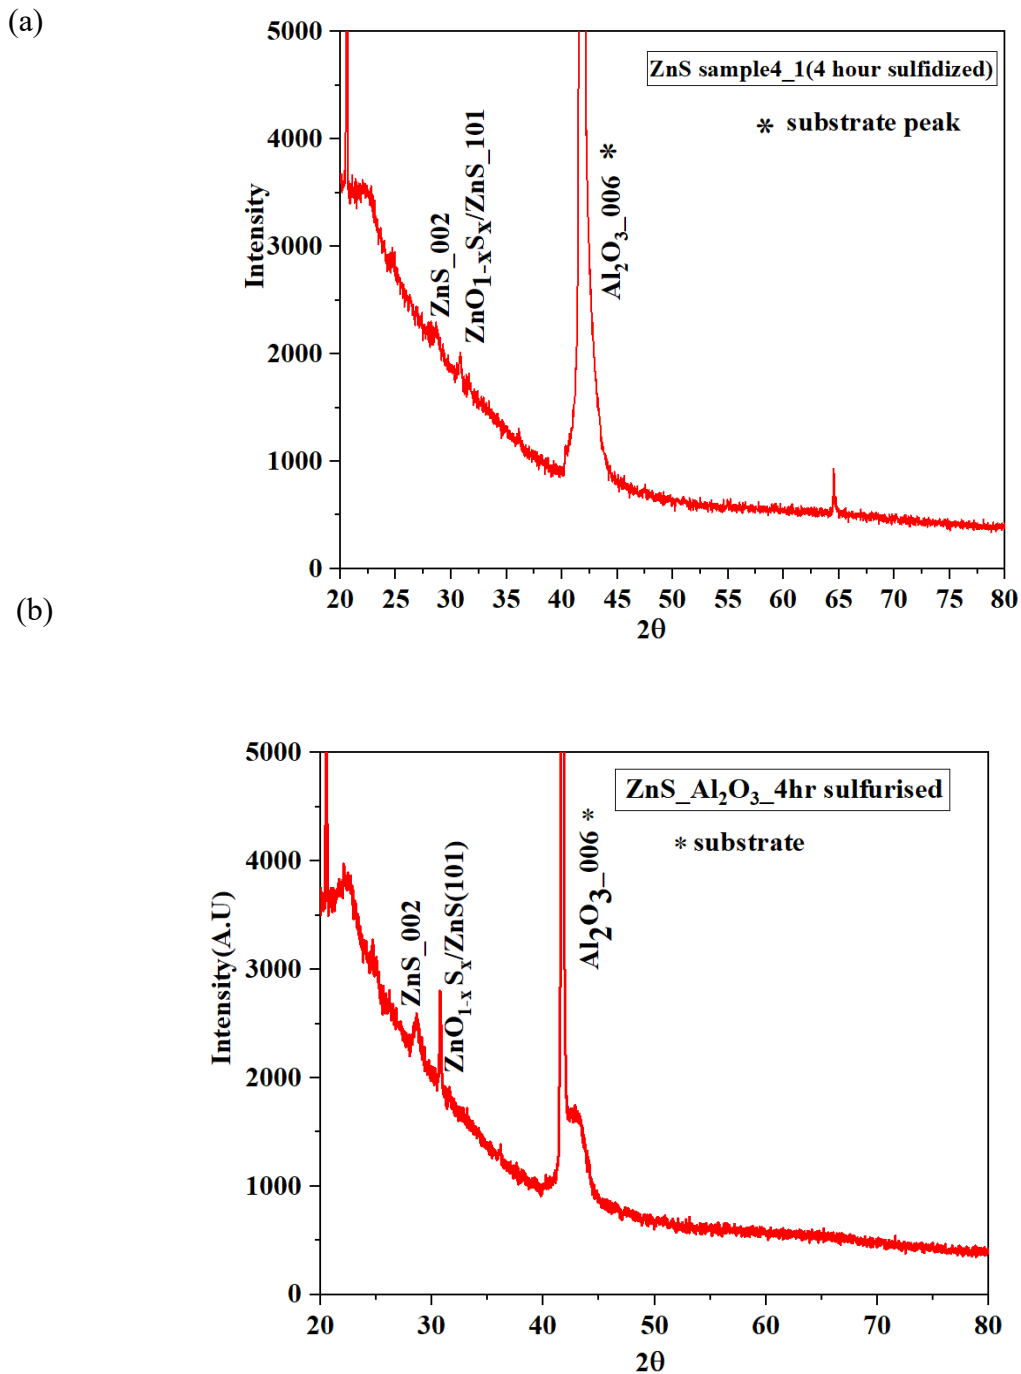 (a)
5000
4000
3000
2000
1000
0
Intensity
ZnS sample4_1(4 hour sulfidized)
* substrate peak
ZnS_002
ZnO1-xSx/ZnS_101
Al2O3_006 *
20 25 30 35 40 45 50 55 60 65 70 75 80
2θ
(b)
5000
4000
3000
2000
1000
0
Intensity(A.U)
ZnS_Al2O3_4hr sulfurised
* substrate
ZnS_002
ZnO1-x Sx/ZnS(101)
Al2O3_006 *
20 30 40 50 60 70 80
2θ